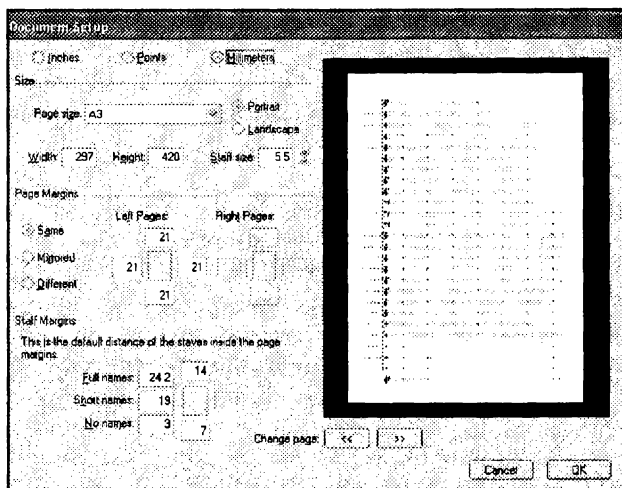 Document Setup
Inches Points Millimeters
Size
Page size: A3 Portrait
Landscape
Width: 297 Height: 420 Staff size: 5.5
Page Margins
Left Pages: Right Pages:
Same 21
Mirrored 21 21
Different 21
Staff Margins
This is the default distance of the staves inside the page
margins.
Full names: 24.2 14
Short names: 19
No names: 3 7
Change page: << >>
Cancel OK